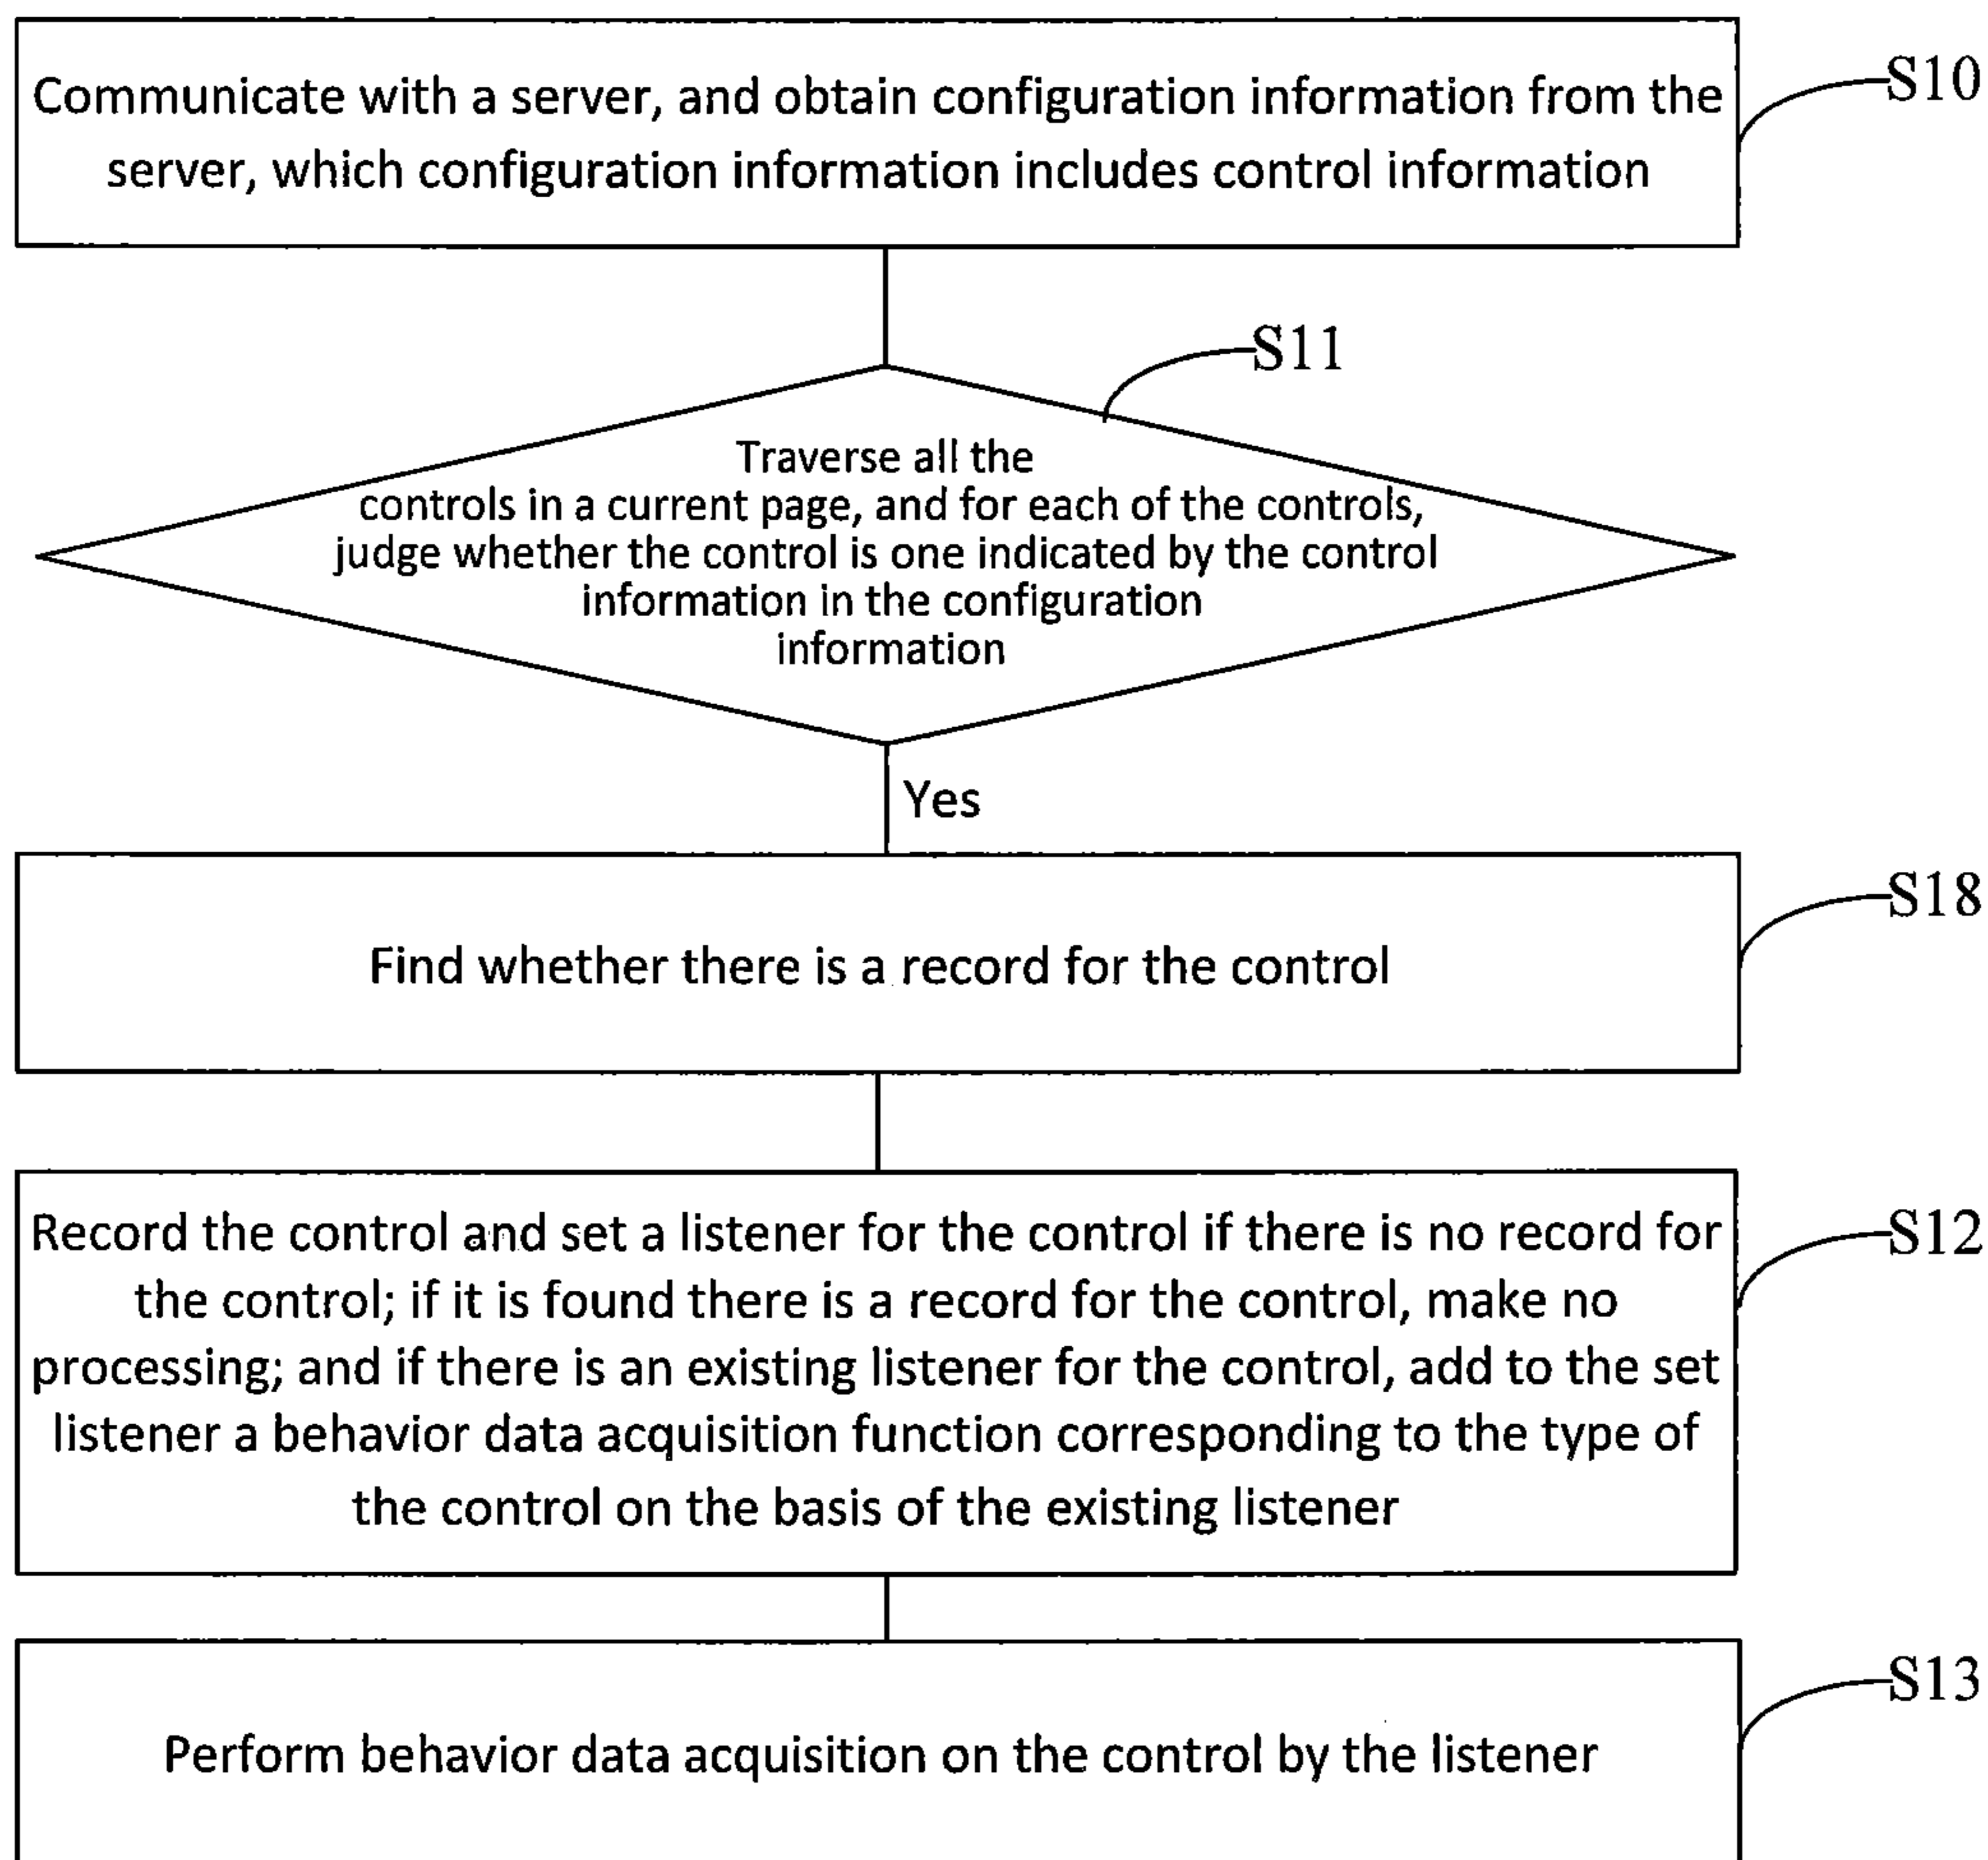 Communicate with a server, and obtain configuration information from the
server, which configuration information includes control information
S10
S11
Traverse all the
controls in a current page, and for each of the controls,
judge whether the control is one indicated by the control
information in the configuration
information
Yes
S18
Find whether there is a record for the control
Record the control and set a listener for the control if there is no record for
the control; if it is found there is a record for the control, make no
processing; and if there is an existing listener for the control, add to the set
listener a behavior data acquisition function corresponding to the type of
the control on the basis of the existing listener
S12
S13
Perform behavior data acquisition on the control by the listener